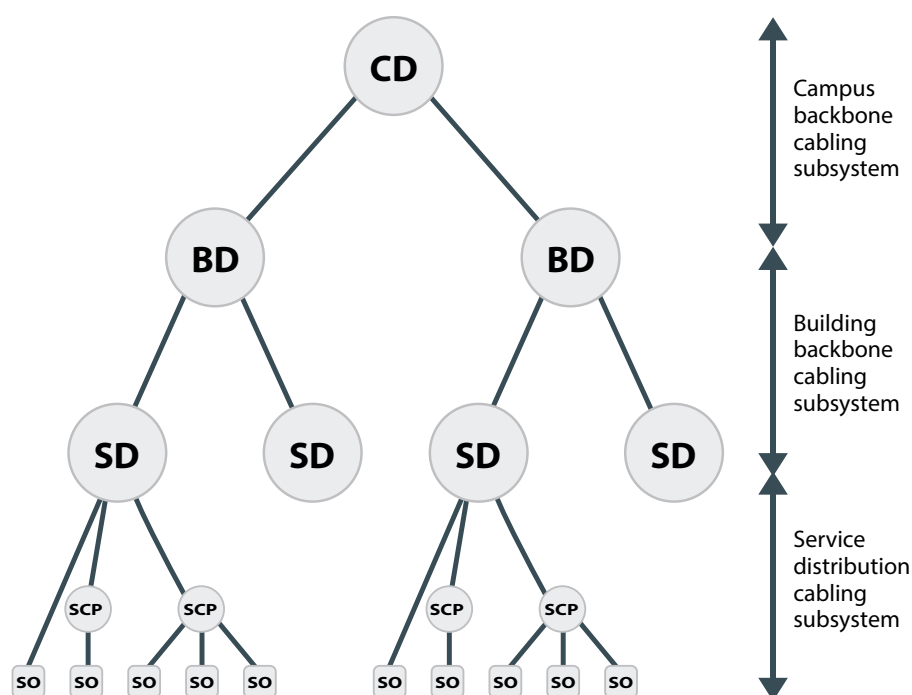 CD
Campus
backbone
cabling
subsystem
BD
BD
Building
backbone
cabling
subsystem
SD
SD
SD
SD
Service
distribution
cabling
subsystem
SCP
SCP
SCP
SCP
SO
SO
SO
SO
SO
SO
SO
SO
SO
SO